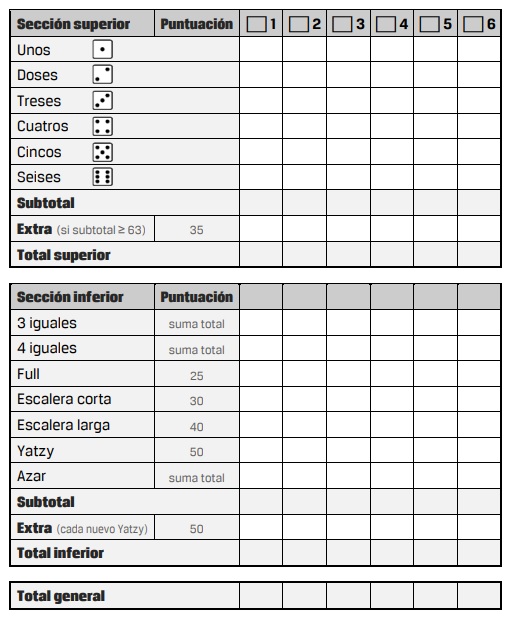 Sección superior Puntuación 1 2 3 4 5 6
Unos
Doses
Treses
Cuatros
Cincos
Seises
Subtotal
Extra (si subtotal ≥ 63) 35
Total superior
Sección inferior Puntuación
3 iguales suma total
4 iguales suma total
Full 25
Escalera corta 30
Escalera larga 40
Yatzy 50
Azar suma total
Subtotal
Extra (cada nuevo Yatzy) 50
Total inferior
Total general